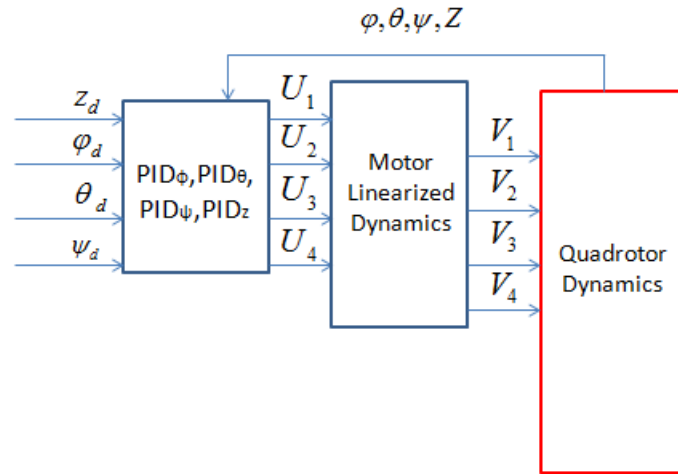 φ,θ,ψ,Z
z_d
φ_d
θ_d
ψ_d
PIDϕ,PIDθ,
PIDψ,PIDz
U_1
U_2
U_3
U_4
Motor
Linearized
Dynamics
V_1
V_2
V_3
V_4
Quadrotor
Dynamics